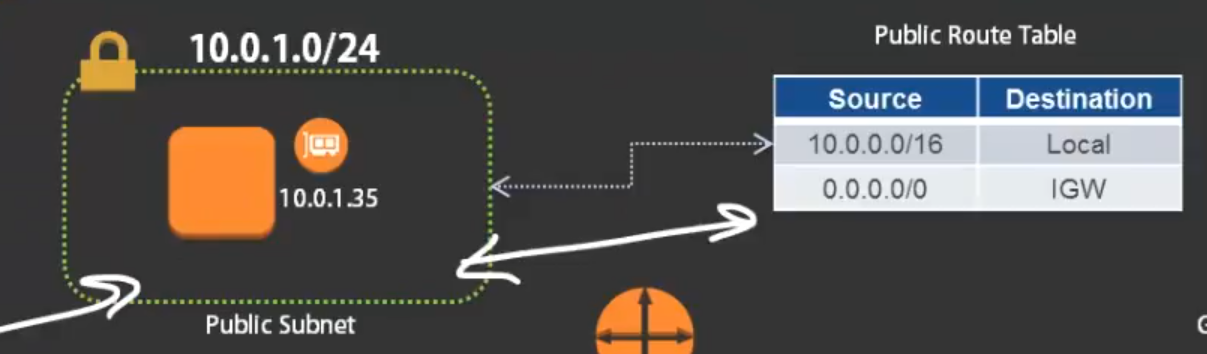 10.0.1.0/24
10.0.1.35
Public Subnet
Public Route Table
Source Destination
10.0.0.0/16 Local
0.0.0.0/0 IGW
G